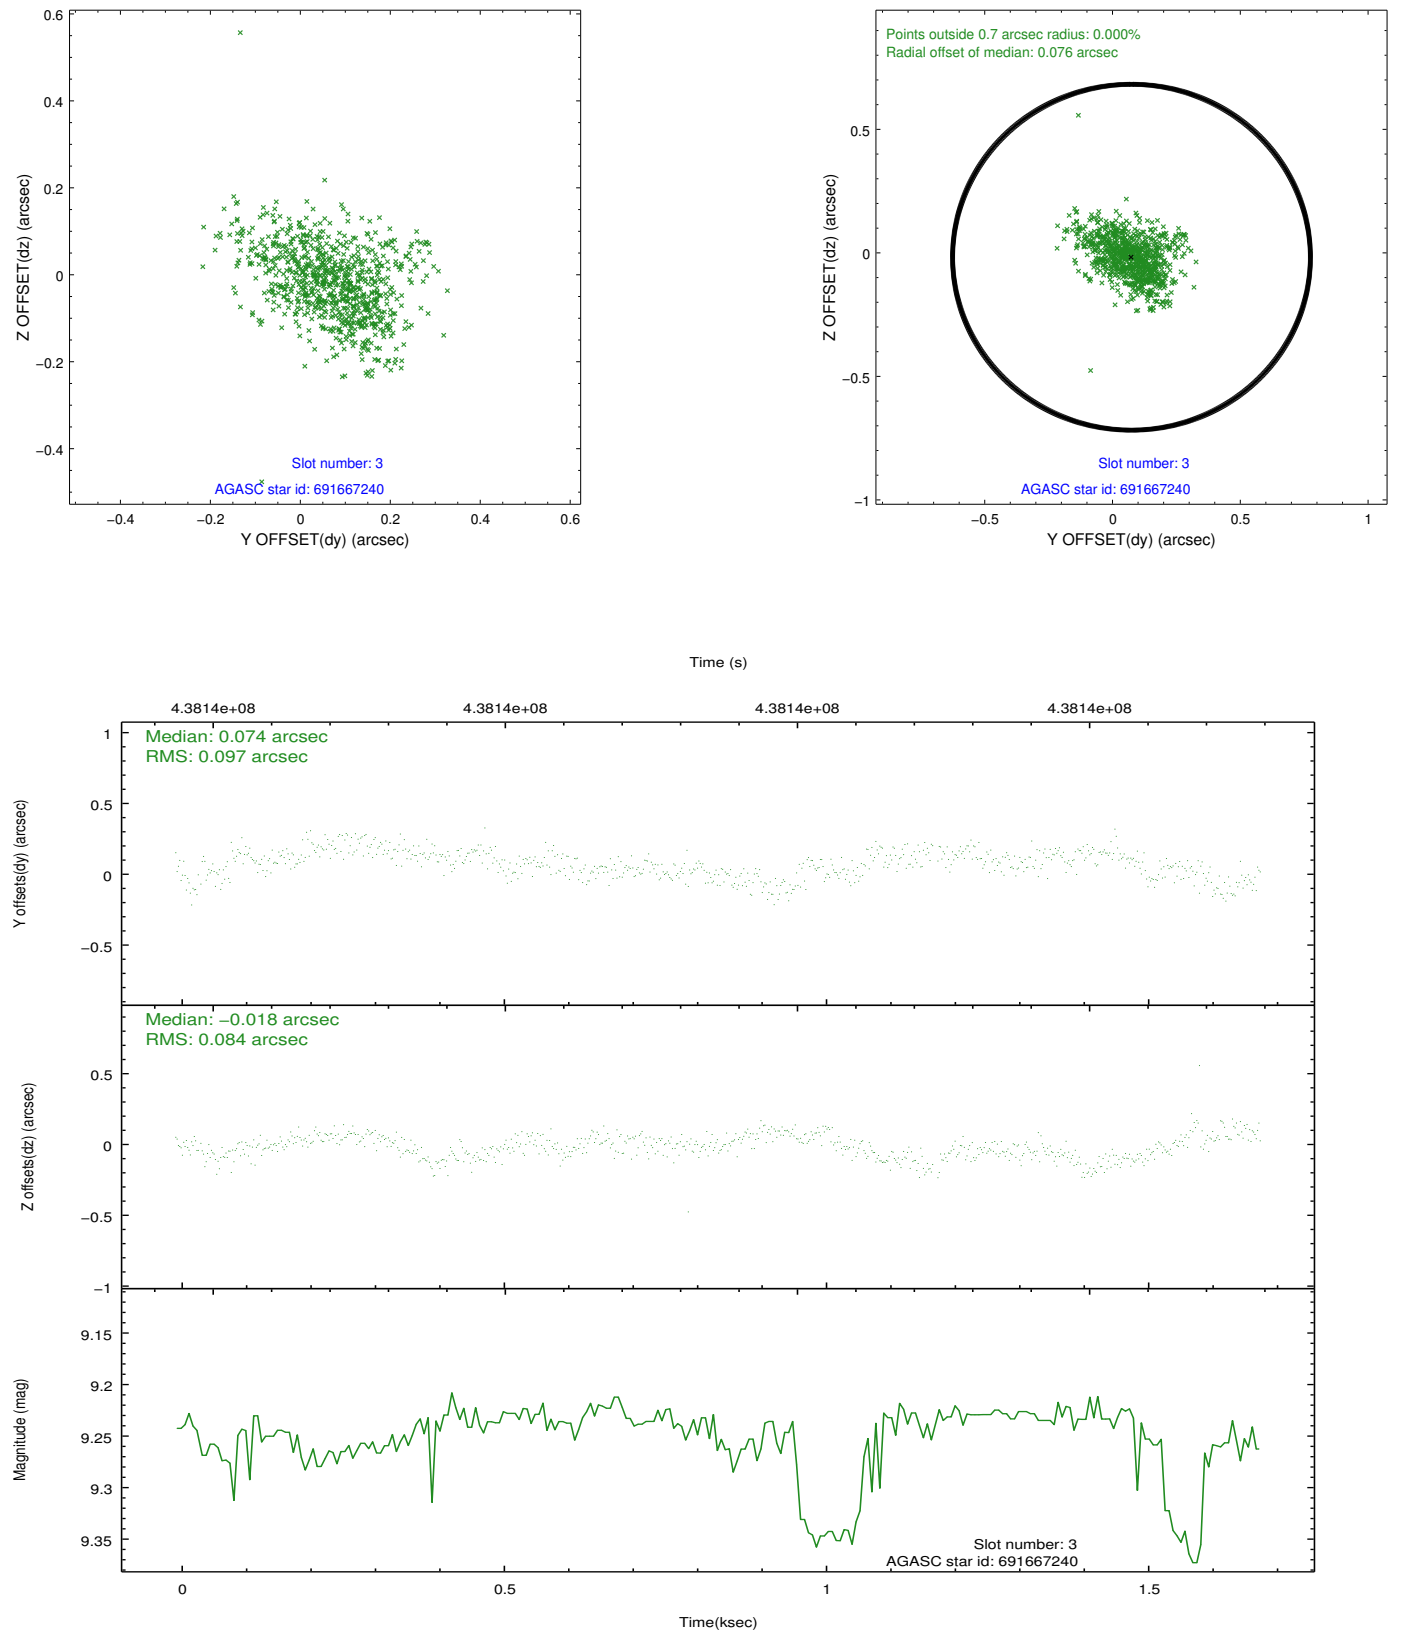 0.6
0.4
0.2
0
−0.2
−0.4
Z OFFSET(dz) (arcsec)
Slot number: 3
AGASC star id: 691667240
−0.4
−0.2
0
0.2
0.4
0.6
Y OFFSET(dy) (arcsec)
Points outside 0.7 arcsec radius: 0.000%
Radial offset of median: 0.076 arcsec
0.5
0
−0.5
−1
Z OFFSET(dz) (arcsec)
Slot number: 3
AGASC star id: 691667240
−0.5
0
0.5
1
Y OFFSET(dy) (arcsec)
Time (s)
4.3814e+08
4.3814e+08
4.3814e+08
4.3814e+08
1
0.5
0
−0.5
Y offsets(dy) (arcsec)
Median: 0.074 arcsec
RMS: 0.097 arcsec
0.5
0
−0.5
−1
Z offsets(dz) (arcsec)
Median: −0.018 arcsec
RMS: 0.084 arcsec
9.15
9.2
9.25
9.3
9.35
Magnitude (mag)
Slot number: 3
AGASC star id: 691667240
0
0.5
1
1.5
Time(ksec)